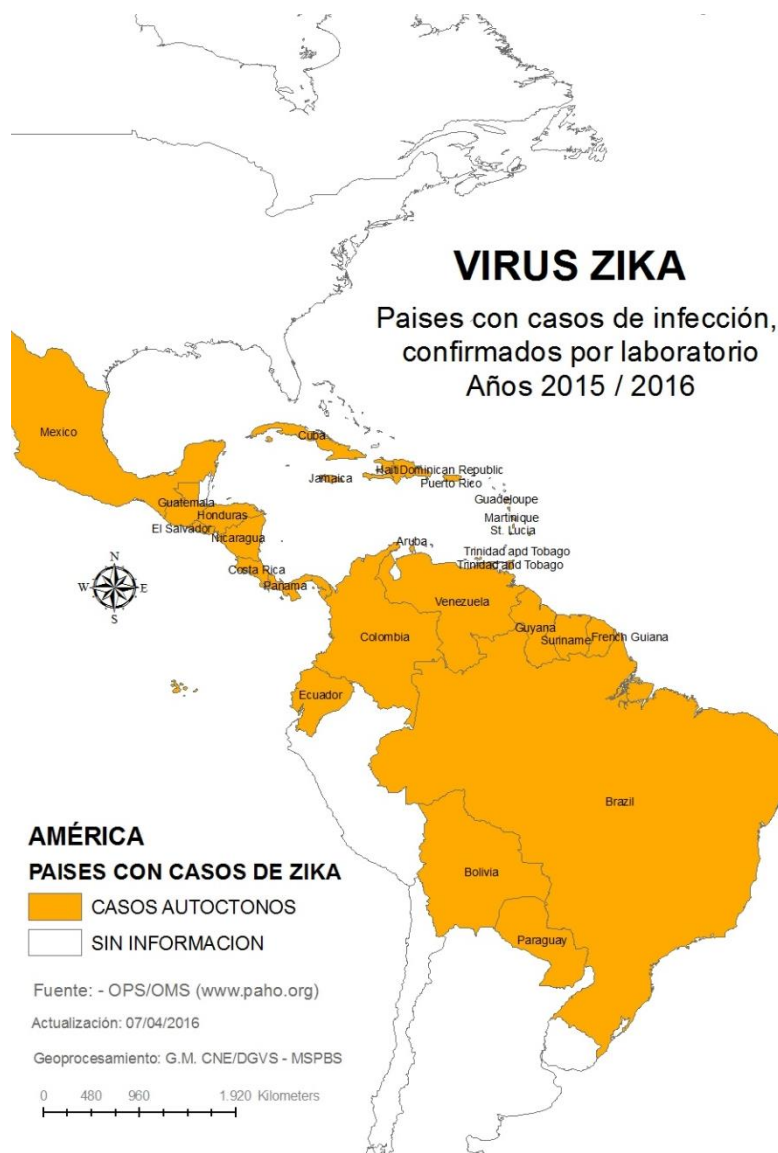 VIRUS ZIKA
Paises con casos de infección,
confirmados por laboratorio
Años 2015 / 2016
Mexico
Cuba
Jamaica
Haiti
Dominican Republic
Puerto Rico
Guatemala
Honduras
El Salvador
Nicaragua
Guadeloupe
Martinique
St. Lucia
Aruba
Trinidad and Tobago
Trinidad and Tobago
Costa Rica
Panama
N
W
E
S
Venezuela
Colombia
Guyana
Suriname
French Guiana
Ecuador
Brazil
Bolivia
Paraguay
AMÉRICA
PAISES CON CASOS DE ZIKA
CASOS AUTOCTONOS
SIN INFORMACION
Fuente: - OPS/OMS (www.paho.org)
Actualización: 07/04/2016
Geoprocesamiento: G.M. CNE/DGVS - MSPBS
0 480 960 1.920 Kilometers